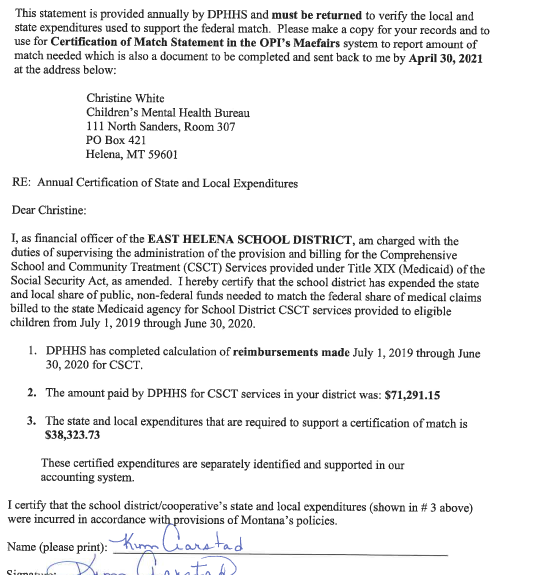 This statement is provided annually by DPHHS and must be returned to verify the local and
state expenditures used to support the federal match. Please make a copy for your records and to
use for Certification of Match Statement in the OPI's Maefairs system to report amount of
match needed which is also a document to be completed and sent back to me by April 30, 2021
at the address below:
Christine White
Children's Mental Health Bureau
111 North Sanders, Room 307
PO Box 421
Helena, MT 59601
RE: Annual Certification of State and Local Expenditures
Dear Christine:
I, as financial officer of the EAST HELENA SCHOOL DISTRICT, am charged with the
duties of supervising the administration of the provision and billing for the Comprehensive
School and Community Treatment (CSCT) Services provided under Title XIX (Medicaid) of the
Social Security Act, as amended. I hereby certify that the school district has expended the state
and local share of public, non-federal funds needed to match the federal share of medical claims
billed to the state Medicaid agency for School District CSCT services provided to eligible
children from July 1, 2019 through June 30, 2020.
1. DPHHS has completed calculation of reimbursements made July 1, 2019 through June
30, 2020 for CSCT.
2. The amount paid by DPHHS for CSCT services in your district was: $71,291.15
3. The state and local expenditures that are required to support a certification of match is
$38,323.73
These certified expenditures are separately identified and supported in our
accounting system.
I certify that the school district/cooperative's state and local expenditures (shown in # 3 above)
were incurred in accordance with provisions of Montana's policies.
Name (please print): Kim Aarstad
Signature: